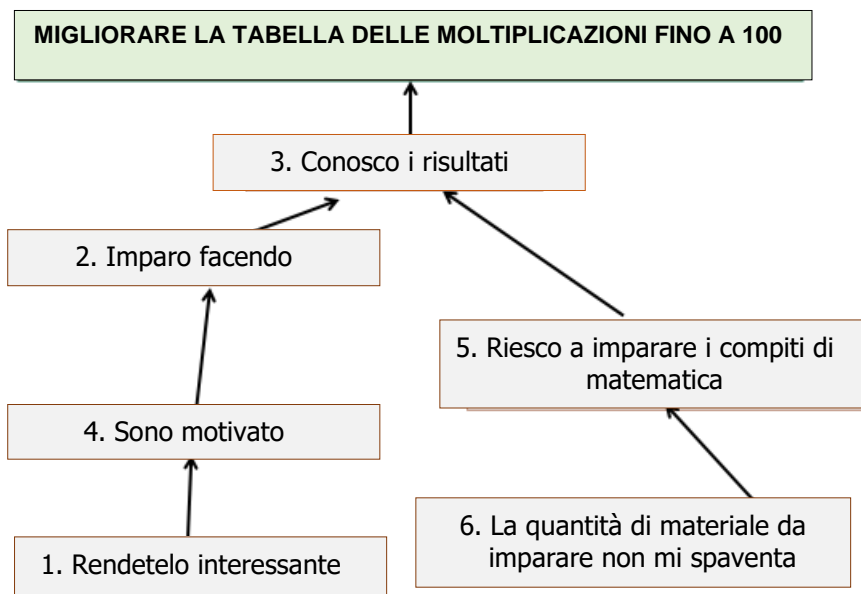 MIGLIORARE LA TABELLA DELLE MOLTIPLICAZIONI FINO A 100
3. Conosco i risultati
2. Imparo facendo
5. Riesco a imparare i compiti di
matematica
4. Sono motivato
6. La quantità di materiale da
imparare non mi spaventa
1. Rendetelo interessante